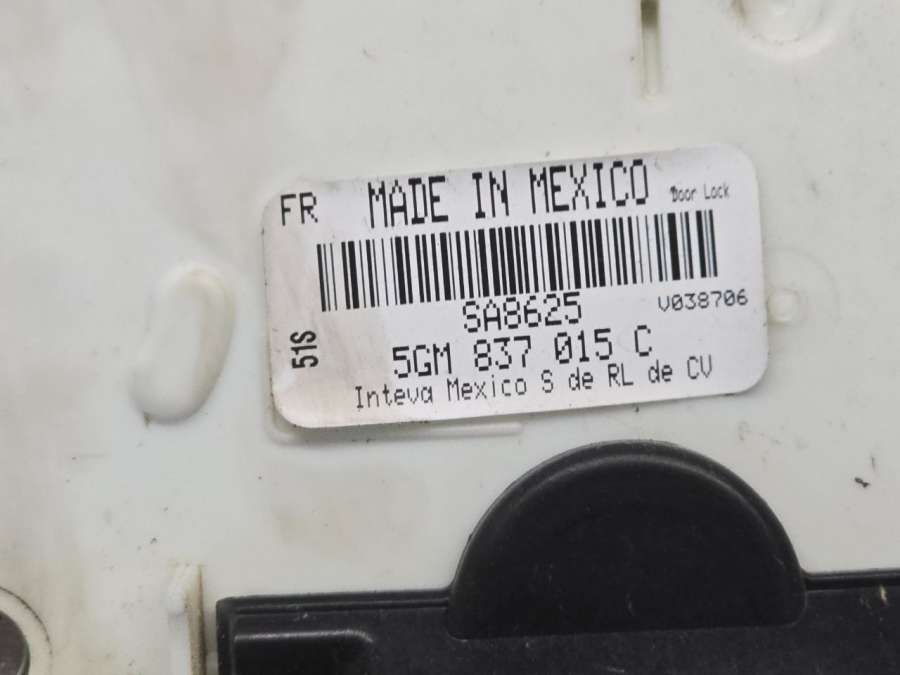 FR MADE IN MEXICO Door Lock
SA8625 V038706
51S
5GM 837 015 C
Inteva Mexico S de RL de CV